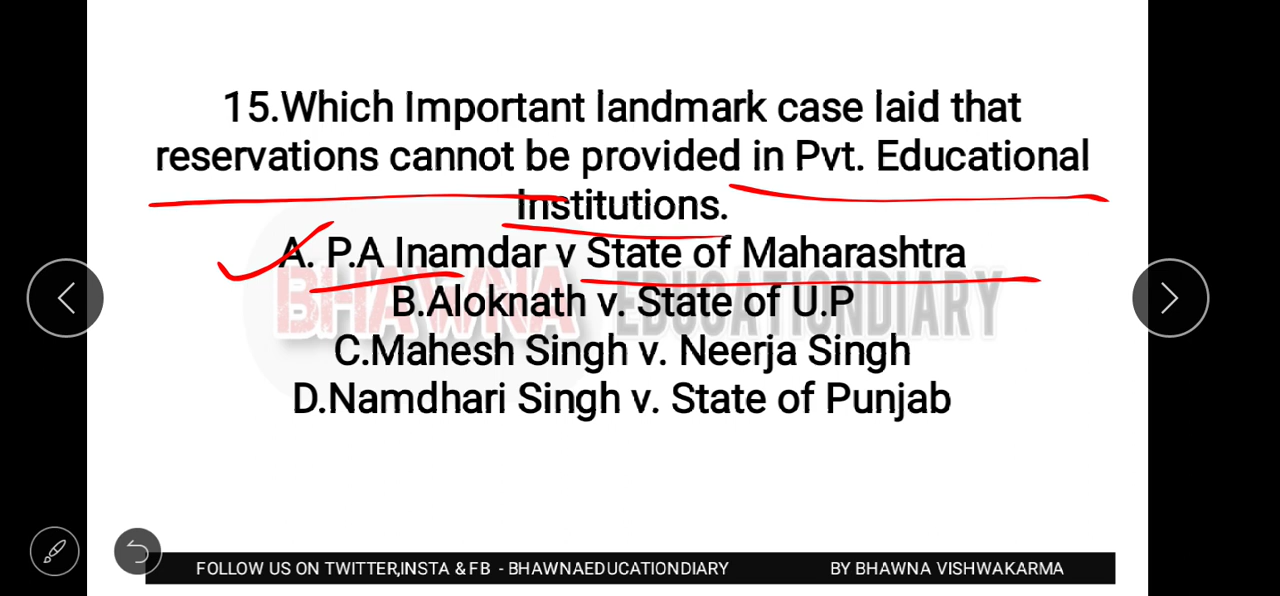 15.Which Important landmark case laid that
reservations cannot be provided in Pvt. Educational
Institutions.
A. P.A Inamdar v State of Maharashtra
B.Aloknath v. State of U.P
C.Mahesh Singh v. Neerja Singh
D.Namdhari Singh v. State of Punjab
BHAWNA EDUCATIONDIARY
FOLLOW US ON TWITTER,INSTA & FB - BHAWNAEDUCATIONDIARY BY BHAWNA VISHWAKARMA